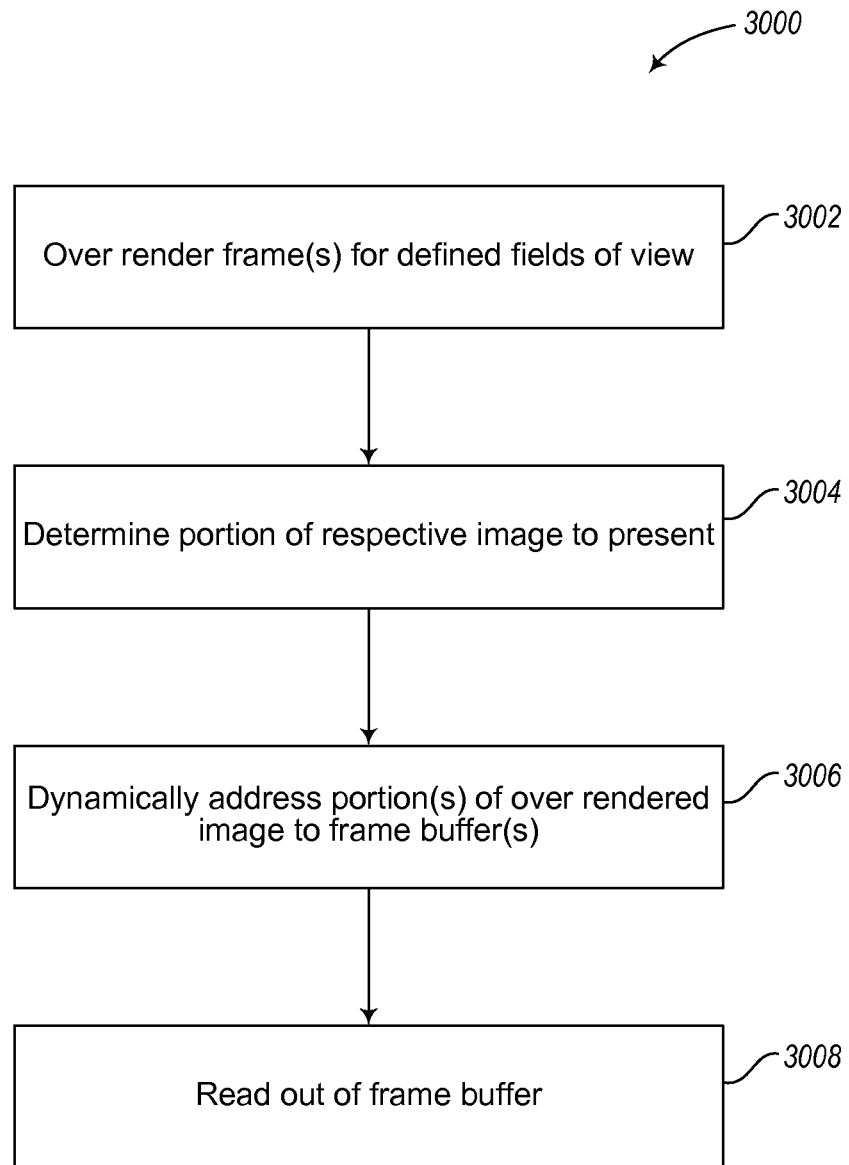 3000
3002
Over render frame(s) for defined fields of view
3004
Determine portion of respective image to present
3006
Dynamically address portion(s) of over rendered
image to frame buffer(s)
3008
Read out of frame buffer